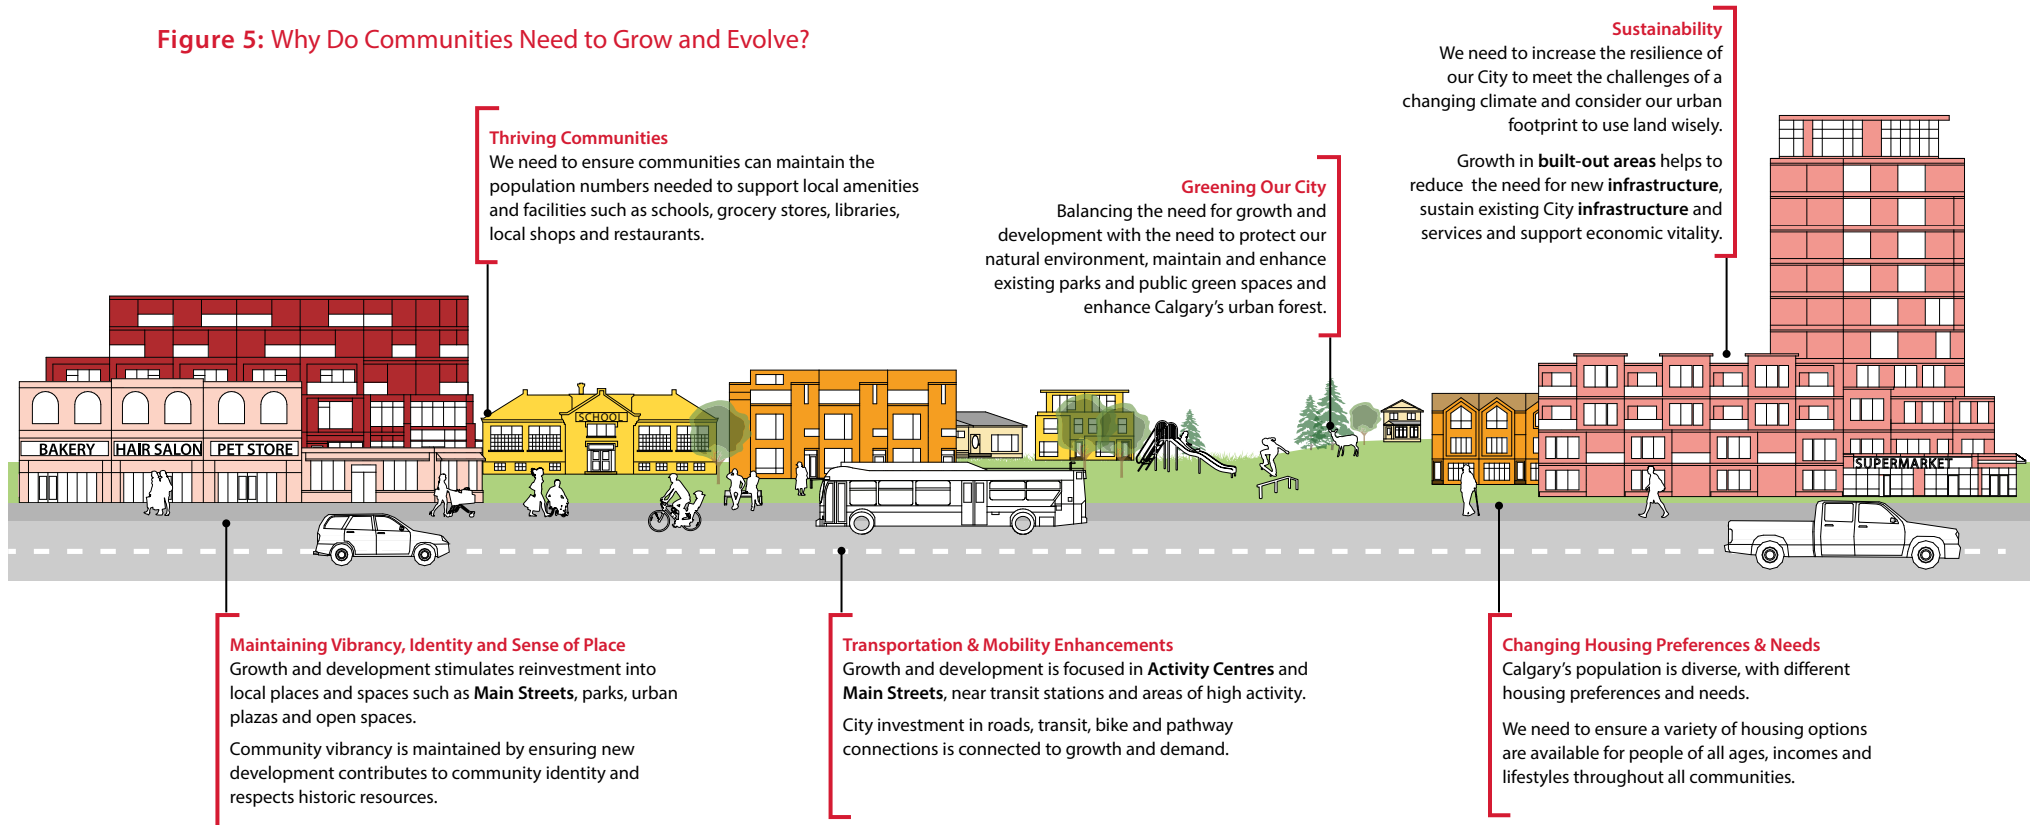 Figure 5: Why Do Communities Need to Grow and Evolve?
Thriving Communities
We need to ensure communities can maintain the
population numbers needed to support local amenities
and facilities such as schools, grocery stores, libraries,
local shops and restaurants.
Greening Our City
Balancing the need for growth and
development with the need to protect our
natural environment, maintain and enhance
existing parks and public green spaces and
enhance Calgary’s urban forest.
Sustainability
We need to increase the resilience of
our City to meet the challenges of a
changing climate and consider our urban
footprint to use land wisely.
Growth in built-out areas helps to
reduce the need for new infrastructure,
sustain existing City infrastructure and
services and support economic vitality.
BAKERY
HAIR SALON
PET STORE
SCHOOL
SUPERMARKET
Maintaining Vibrancy, Identity and Sense of Place
Growth and development stimulates reinvestment into
local places and spaces such as Main Streets, parks, urban
plazas and open spaces.
Community vibrancy is maintained by ensuring new
development contributes to community identity and
respects historic resources.
Transportation & Mobility Enhancements
Growth and development is focused in Activity Centres and
Main Streets, near transit stations and areas of high activity.
City investment in roads, transit, bike and pathway
connections is connected to growth and demand.
Changing Housing Preferences & Needs
Calgary’s population is diverse, with different
housing preferences and needs.
We need to ensure a variety of housing options
are available for people of all ages, incomes and
lifestyles throughout all communities.